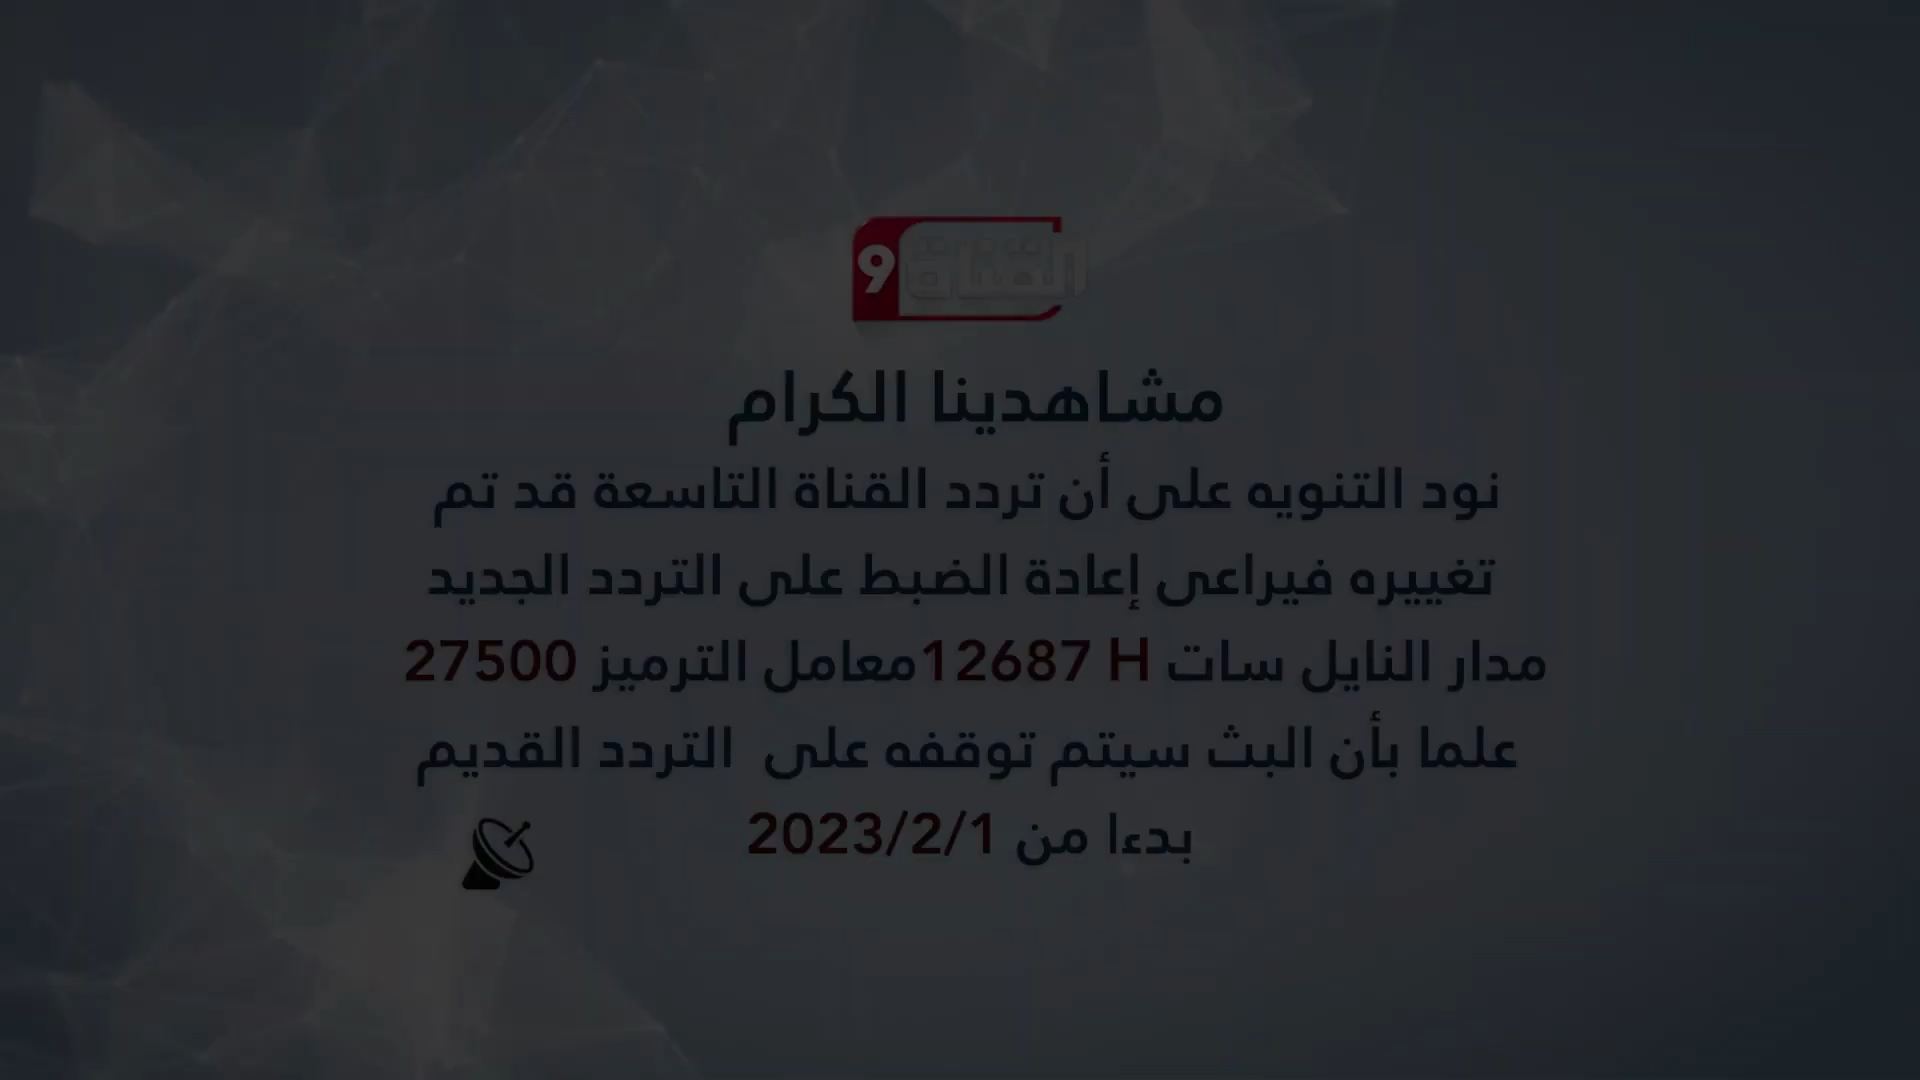 القناة 9
مشاهدينا الكرام
نود التنويه على أن تردد القناة التاسعة قد تم
تغييره فيراعى إعادة الضبط على التردد الجديد
مدار النايل سات 12687 H معامل الترميز 27500
علما بأن البث سيتم توقفه على التردد القديم
بدءا من 2023/2/1